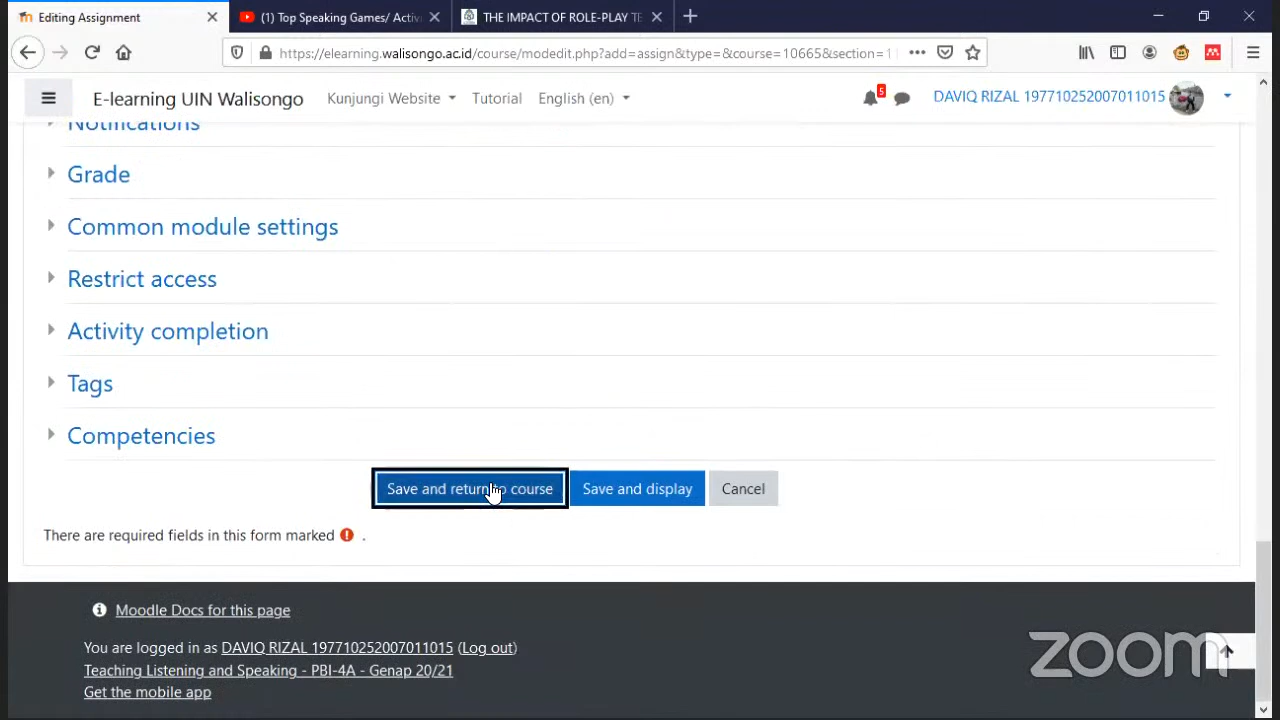 Editing Assignment
(1) Top Speaking Games/ Activ
THE IMPACT OF ROLE-PLAY TE
https://elearning.walisongo.ac.id/course/modedit.php?add=assign&type=&course=10665&section=1
E-learning UIN Walisongo
Kunjungi Website
Tutorial
English (en)
5
DAVIQ RIZAL 197710252007011015
Notifications
Grade
Common module settings
Restrict access
Activity completion
Tags
Competencies
Save and return to course
Save and display
Cancel
There are required fields in this form marked .
Moodle Docs for this page
You are logged in as DAVIQ RIZAL 197710252007011015 (Log out)
Teaching Listening and Speaking - PBI-4A - Genap 20/21
Get the mobile app
zoom